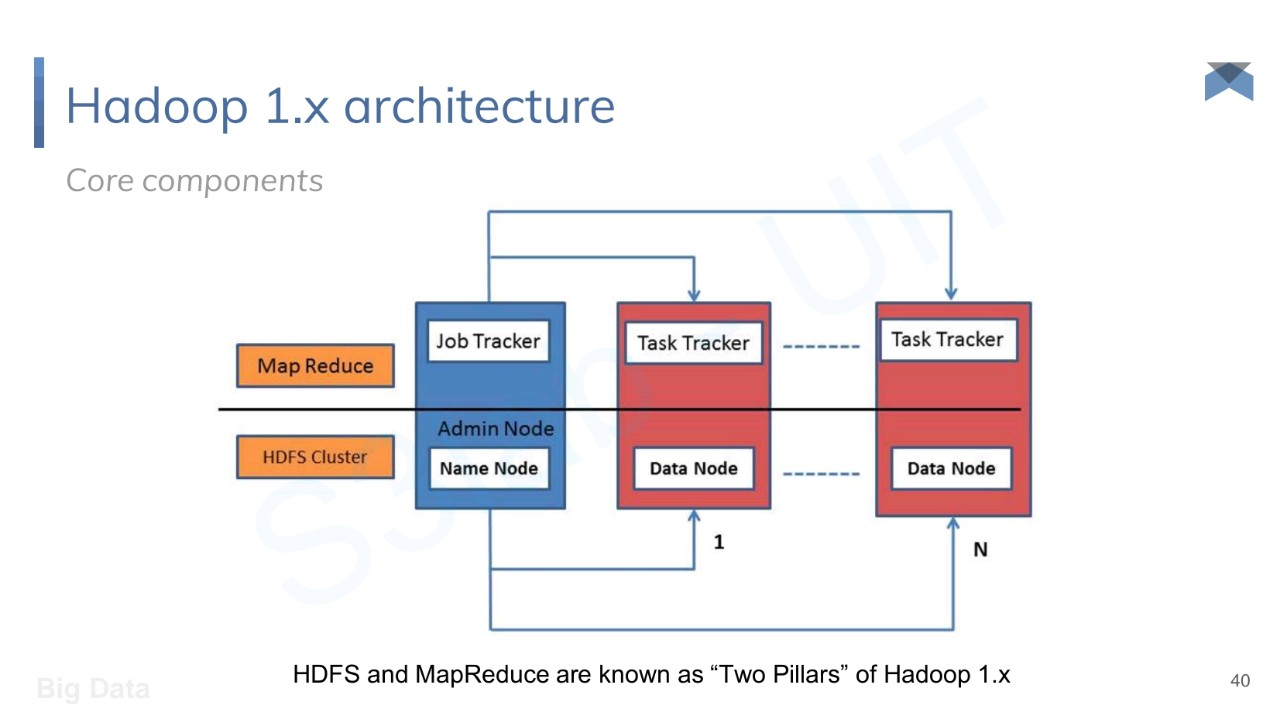 Hadoop 1.x architecture
Core components
Job Tracker
Task Tracker
Task Tracker
Map Reduce
Admin Node
HDFS Cluster
Name Node
Data Node
Data Node
1
N
HDFS and MapReduce are known as “Two Pillars” of Hadoop 1.x
Big Data
40
UIT